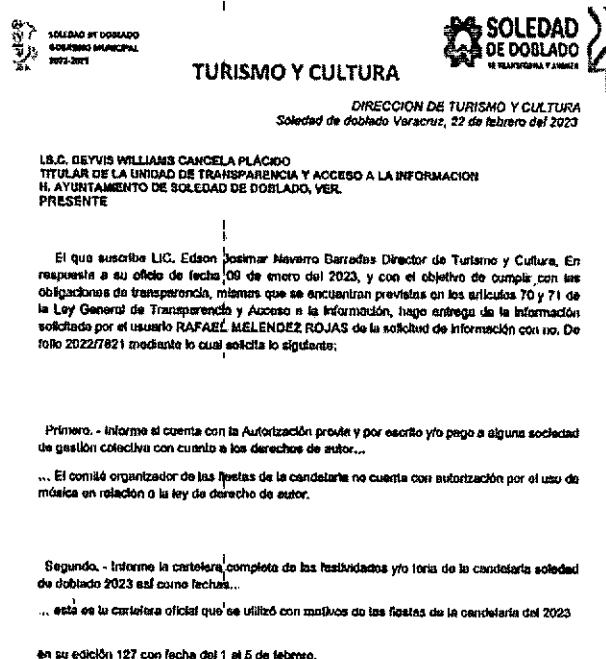 SOLEDAD DE DOBLADO
GOBIERNO MUNICIPAL
2022-2025
SOLEDAD
DE DOBLADO
SE TRANSFORMA Y AVANZA
TURISMO Y CULTURA
DIRECCION DE TURISMO Y CULTURA
Soledad de doblado Veracruz, 22 de febrero del 2023
I.S.C. DEYVIS WILLIAMS CANCELA PLÁCIDO
TITULAR DE LA UNIDAD DE TRANSPARENCIA Y ACCESO A LA INFORMACION
H. AYUNTAMIENTO DE SOLEDAD DE DOBLADO, VER.
PRESENTE
El que suscribe LIC. Edson Josimar Navarro Barradas Director de Turismo y Cultura, En
respuesta a su oficio de fecha 09 de enero del 2023, y con el objetivo de cumplir con las
obligaciones de transparencia, mismas que se encuentran previstas en los artículos 70 y 71 de
la Ley General de Transparencia y Acceso a la Información, hago entrega de la información
solicitada por el usuario RAFAEL MELENDEZ ROJAS de la solicitud de información con no. De
folio 2022/7821 mediante lo cual solicita lo siguiente;
Primero. - Informe si cuenta con la Autorización previa y por escrito y/o pago a alguna sociedad
de gestión colectiva con cuanto a los derechos de autor...
... El comité organizador de las fiestas de la candelaria no cuenta con autorización por el uso de
música en relación a la ley de derecho de autor.
Segundo. - Informe la cartelera completa de las festividades y/o feria de la candelaria soledad
de doblado 2023 así como fechas...
... esta es la cartelera oficial que se utilizó con motivos de las fiestas de la candelaria del 2023
en su edición 127 con fecha del 1 al 5 de febrero.